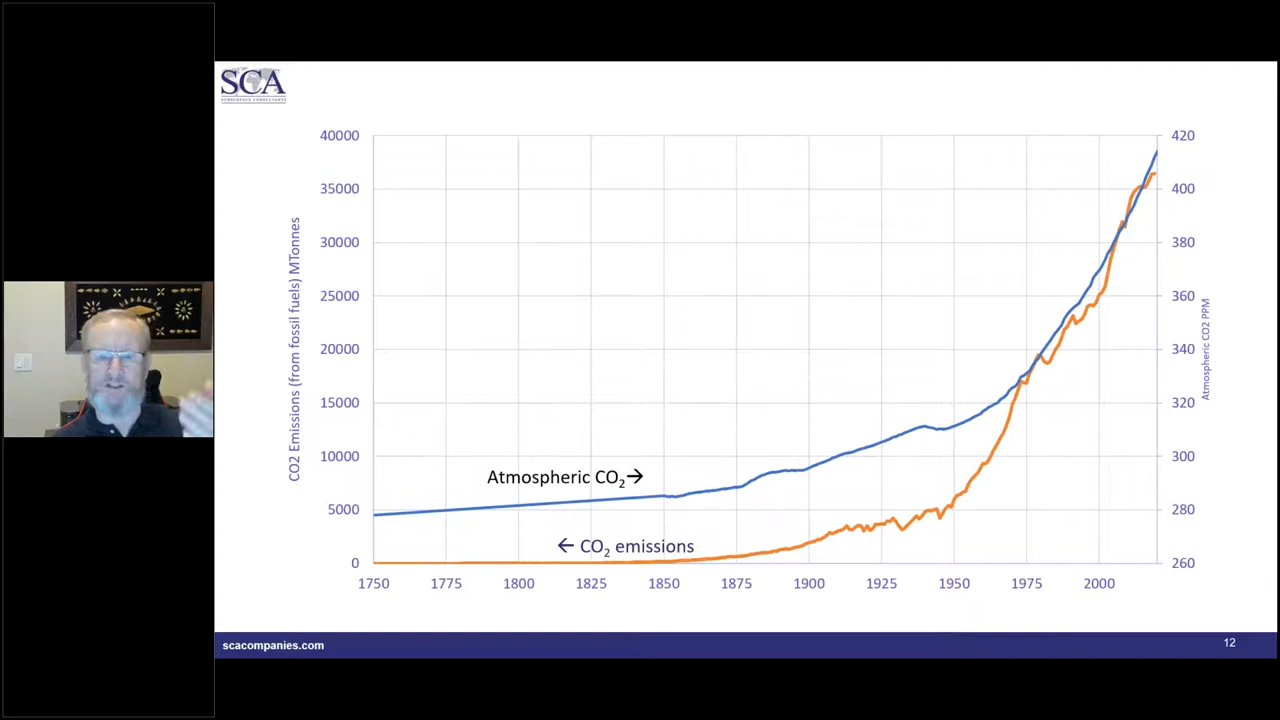 SCA
SUBSURFACE CONSULTANTS
40000
35000
30000
25000
20000
15000
10000
5000
0
CO2 Emissions (from fossil fuels) MTonnes
420
400
380
360
340
320
300
280
260
Atmospheric CO2 PPM
Atmospheric CO₂→
← CO₂ emissions
1750 1775 1800 1825 1850 1875 1900 1925 1950 1975 2000
scacompanies.com
12